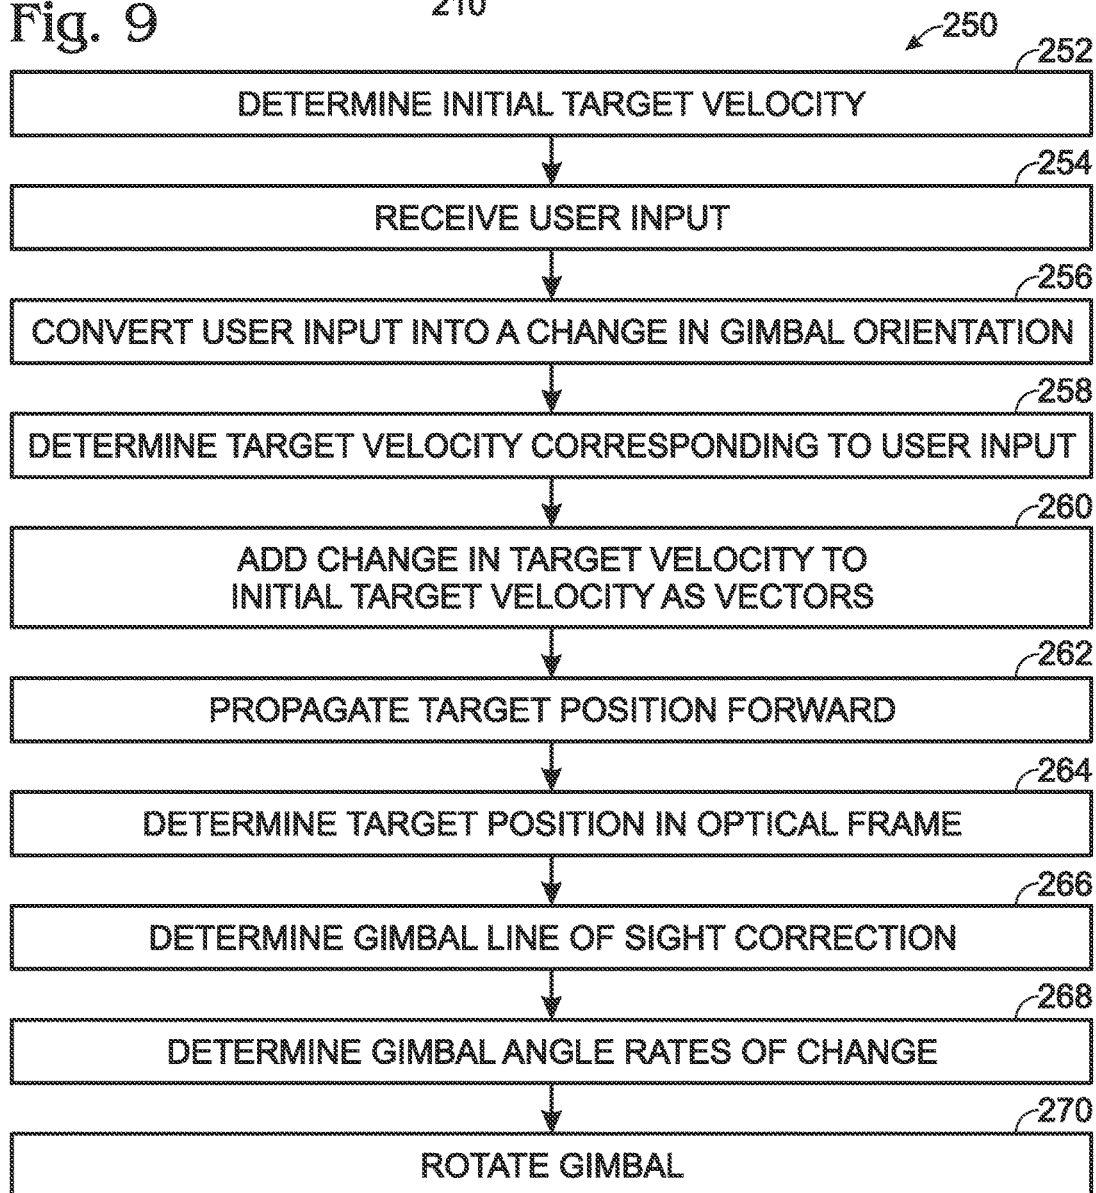 Fig. 9
210
250
252
DETERMINE INITIAL TARGET VELOCITY
254
RECEIVE USER INPUT
256
CONVERT USER INPUT INTO A CHANGE IN GIMBAL ORIENTATION
258
DETERMINE TARGET VELOCITY CORRESPONDING TO USER INPUT
260
ADD CHANGE IN TARGET VELOCITY TO
INITIAL TARGET VELOCITY AS VECTORS
262
PROPAGATE TARGET POSITION FORWARD
264
DETERMINE TARGET POSITION IN OPTICAL FRAME
266
DETERMINE GIMBAL LINE OF SIGHT CORRECTION
268
DETERMINE GIMBAL ANGLE RATES OF CHANGE
270
ROTATE GIMBAL